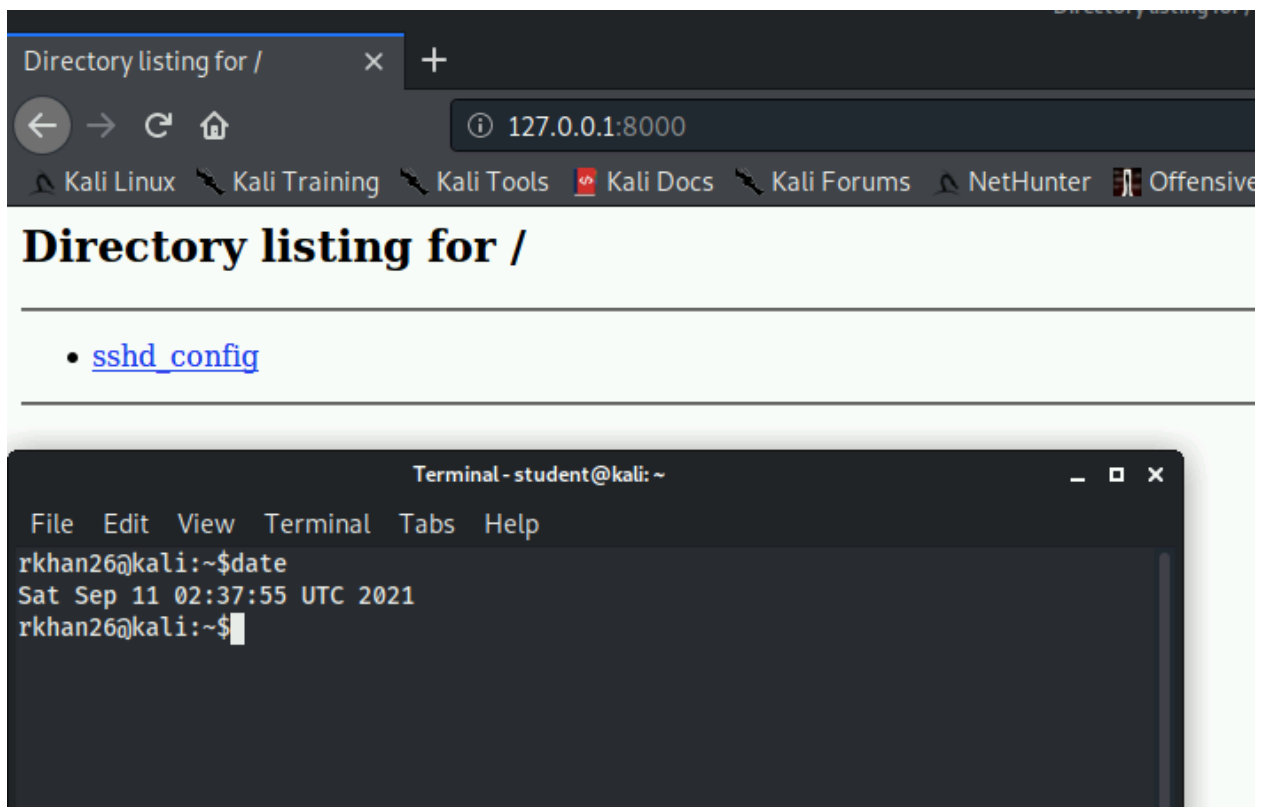 Directory listing for /
127.0.0.1:8000
Kali Linux Kali Training Kali Tools Kali Docs Kali Forums NetHunter Offensive
Directory listing for /
sshd_config
Terminal - student@kali: ~
File Edit View Terminal Tabs Help
rkhan26@kali:~$date
Sat Sep 11 02:37:55 UTC 2021
rkhan26@kali:~$